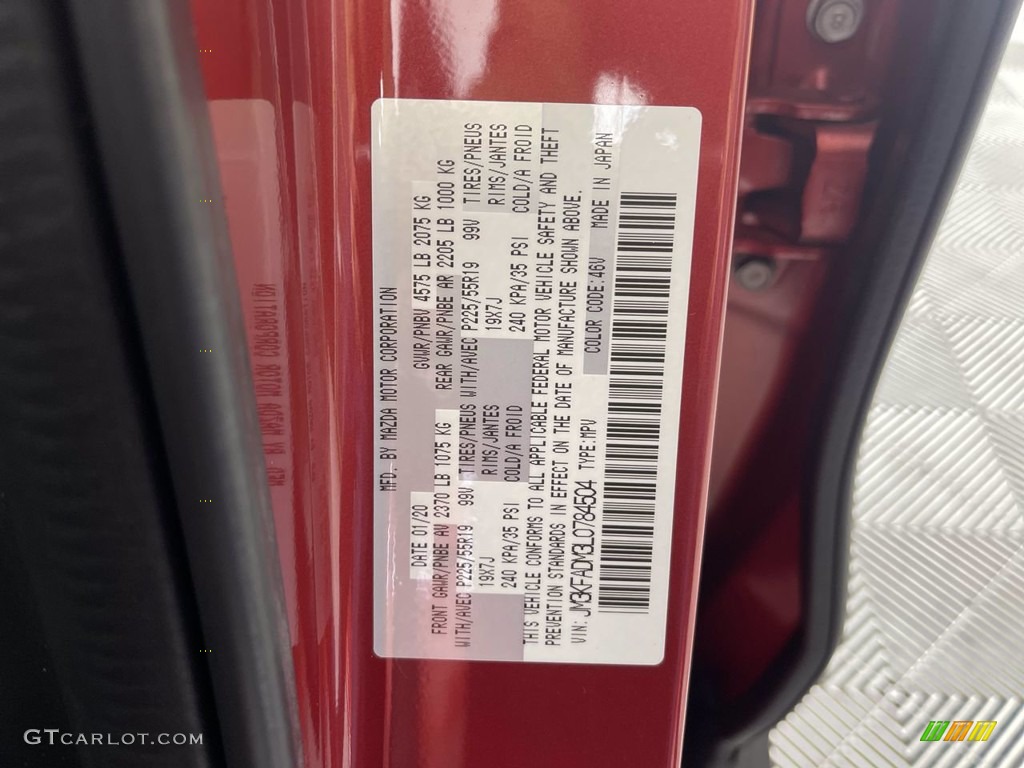 MFD. BY MAZDA MOTOR CORPORATION
DATE 01/20 GVWR/PNBV 4575 LB 2075 KG
FRONT GAWR/PNBE AV 2370 LB 1075 KG REAR GAWR/PNBE AR 2205 LB 1000 KG
WITH/AVEC P225/55R19 99V TIRES/PNEUS WITH/AVEC P225/55R19 99V TIRES/PNEUS
19X7J RIMS/JANTES 19X7J RIMS/JANTES
240 KPA/35 PSI COLD/A FROID 240 KPA/35 PSI COLD/A FROID
THIS VEHICLE CONFORMS TO ALL APPLICABLE FEDERAL MOTOR VEHICLE SAFETY AND THEFT
PREVENTION STANDARDS IN EFFECT ON THE DATE OF MANUFACTURE SHOWN ABOVE.
VIN: JM3KFADM3L0784504 TYPE:MPV COLOR CODE:46V MADE IN JAPAN
GTCARLOT.COM